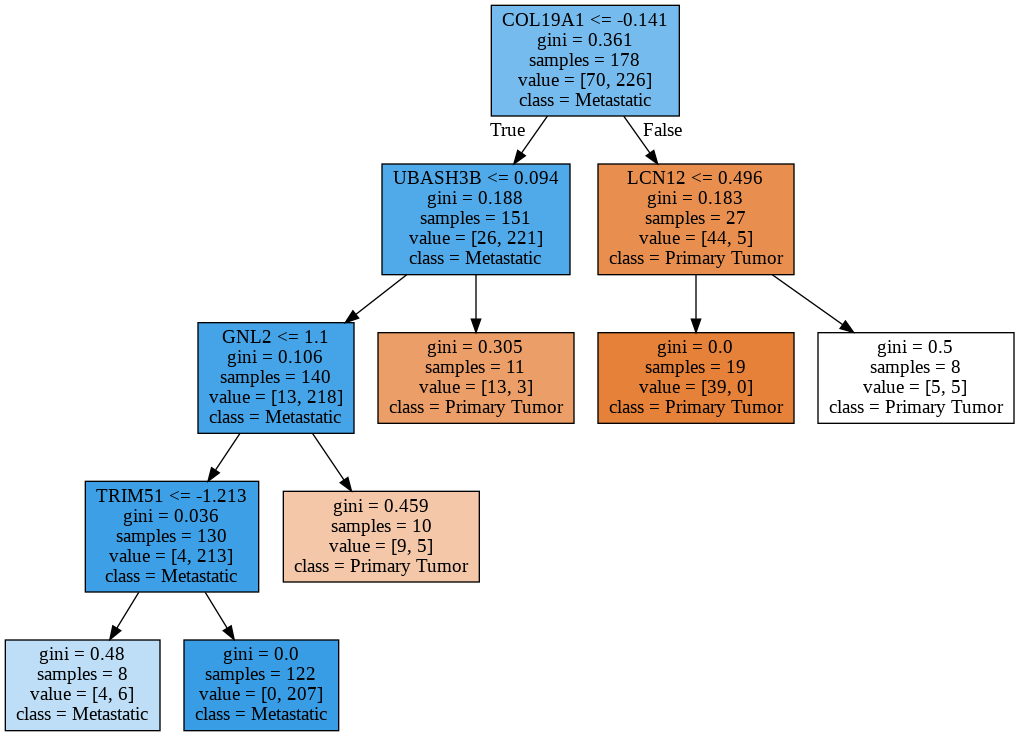 COL19A1 <= -0.141
gini = 0.361
samples = 178
value = [70, 226]
class = Metastatic
True
False
UBASH3B <= 0.094
gini = 0.188
samples = 151
value = [26, 221]
class = Metastatic
LCN12 <= 0.496
gini = 0.183
samples = 27
value = [44, 5]
class = Primary Tumor
GNL2 <= 1.1
gini = 0.106
samples = 140
value = [13, 218]
class = Metastatic
gini = 0.305
samples = 11
value = [13, 3]
class = Primary Tumor
gini = 0.0
samples = 19
value = [39, 0]
class = Primary Tumor
gini = 0.5
samples = 8
value = [5, 5]
class = Primary Tumor
TRIM51 <= -1.213
gini = 0.036
samples = 130
value = [4, 213]
class = Metastatic
gini = 0.459
samples = 10
value = [9, 5]
class = Primary Tumor
gini = 0.48
samples = 8
value = [4, 6]
class = Metastatic
gini = 0.0
samples = 122
value = [0, 207]
class = Metastatic